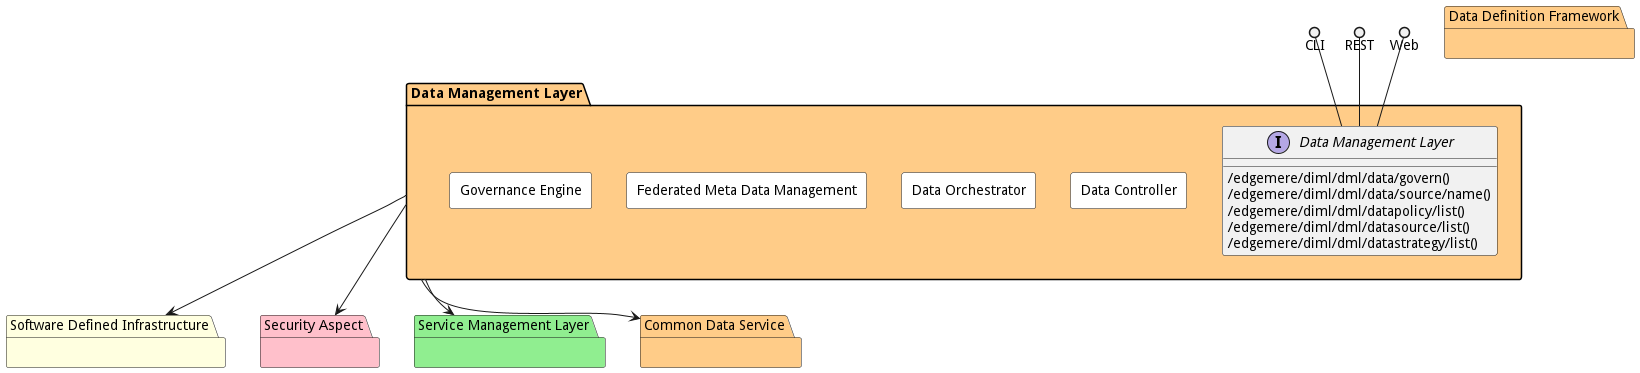 Data Definition Framework
CLI
REST
Web
Data Management Layer
I
Data Management Layer
/edgemere/diml/dml/data/govern()
/edgemere/diml/dml/data/source/name()
/edgemere/diml/dml/datapolicy/list()
/edgemere/diml/dml/datasource/list()
/edgemere/diml/dml/datastrategy/list()
Governance Engine
Federated Meta Data Management
Data Orchestrator
Data Controller
Software Defined Infrastructure
Security Aspect
Service Management Layer
Common Data Service